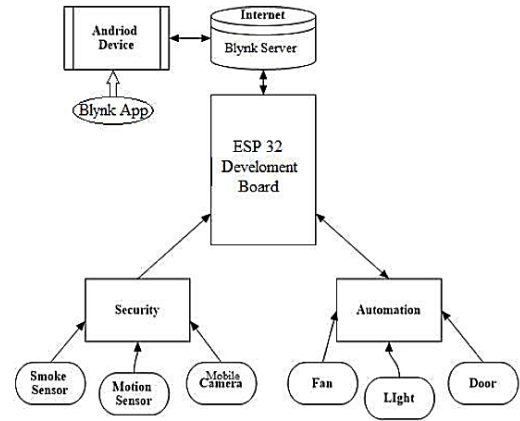 Andriod
Device
Internet
Blynk Server
Blynk App
ESP 32
Develoment
Board
Security
Automation
Smoke
Sensor
Motion
Sensor
Mobile
Camera
Fan
LIght
Door